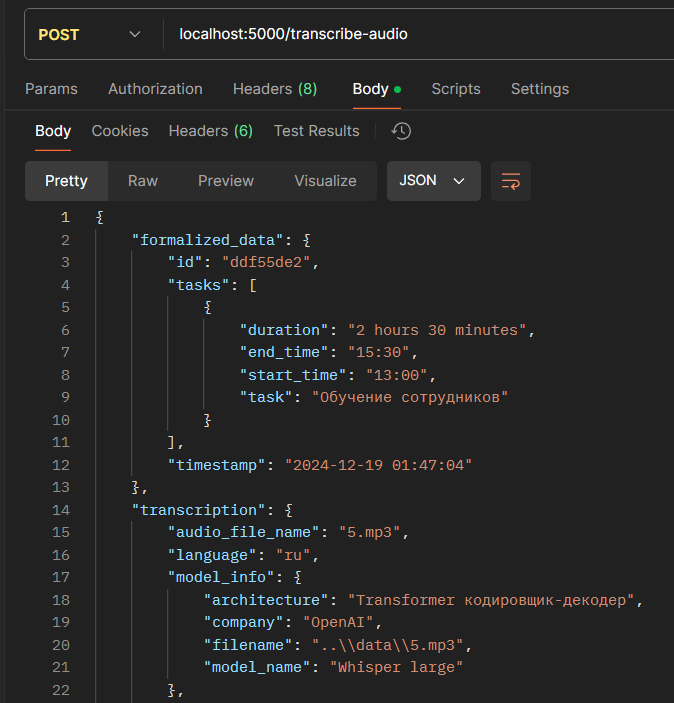 POST localhost:5000/transcribe-audio
Params Authorization Headers (8) Body Scripts Settings
Body Cookies Headers (6) Test Results
Pretty Raw Preview Visualize JSON
1 {
2 "formalized_data": {
3 "id": "ddf55de2",
4 "tasks": [
5 {
6 "duration": "2 hours 30 minutes",
7 "end_time": "15:30",
8 "start_time": "13:00",
9 "task": "Обучение сотрудников"
10 }
11 ],
12 "timestamp": "2024-12-19 01:47:04"
13 },
14 "transcription": {
15 "audio_file_name": "5.mp3",
16 "language": "ru",
17 "model_info": {
18 "architecture": "Transformer кодировщик-декодер",
19 "company": "OpenAI",
20 "filename": "..\\data\\5.mp3",
21 "model_name": "Whisper large"
22 },